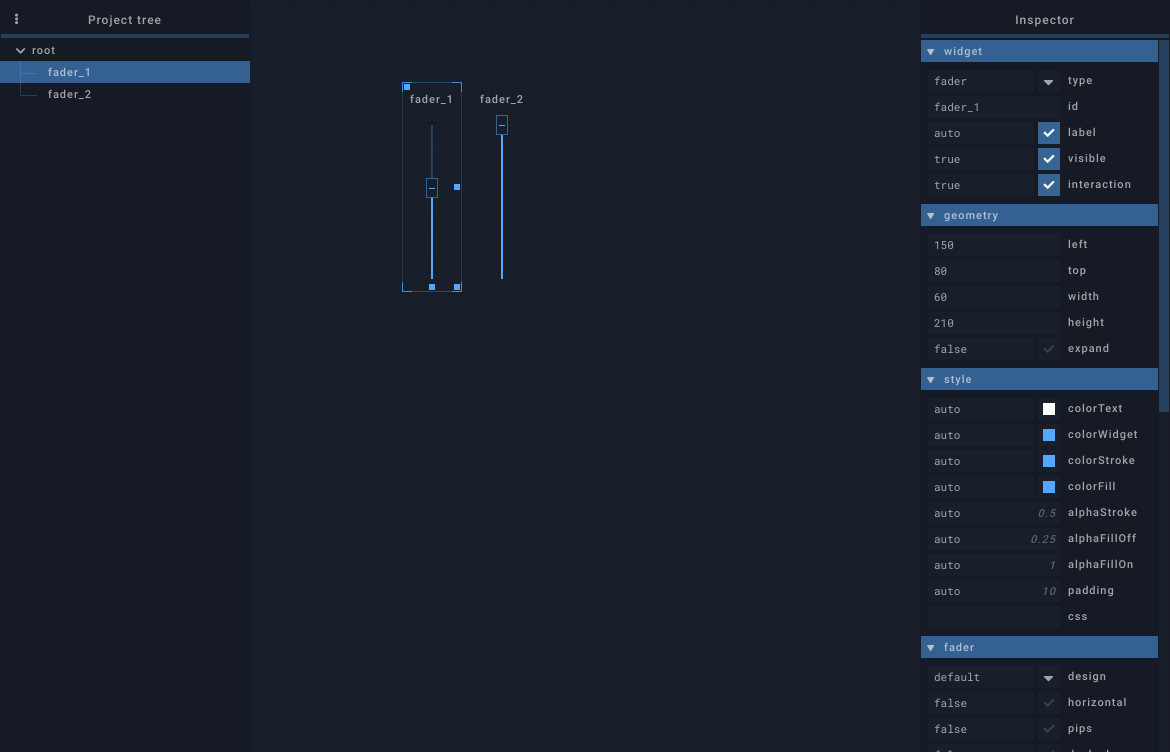 Project tree
root
fader_1
fader_2
fader_1
fader_2
Inspector
widget
fader type
fader_1 id
auto label
true visible
true interaction
geometry
150 left
80 top
60 width
210 height
false expand
style
auto colorText
auto colorWidget
auto colorStroke
auto colorFill
auto 0.5 alphaStroke
auto 0.25 alphaFillOff
auto 1 alphaFillOn
auto 10 padding
css
fader
default design
false horizontal
false pips